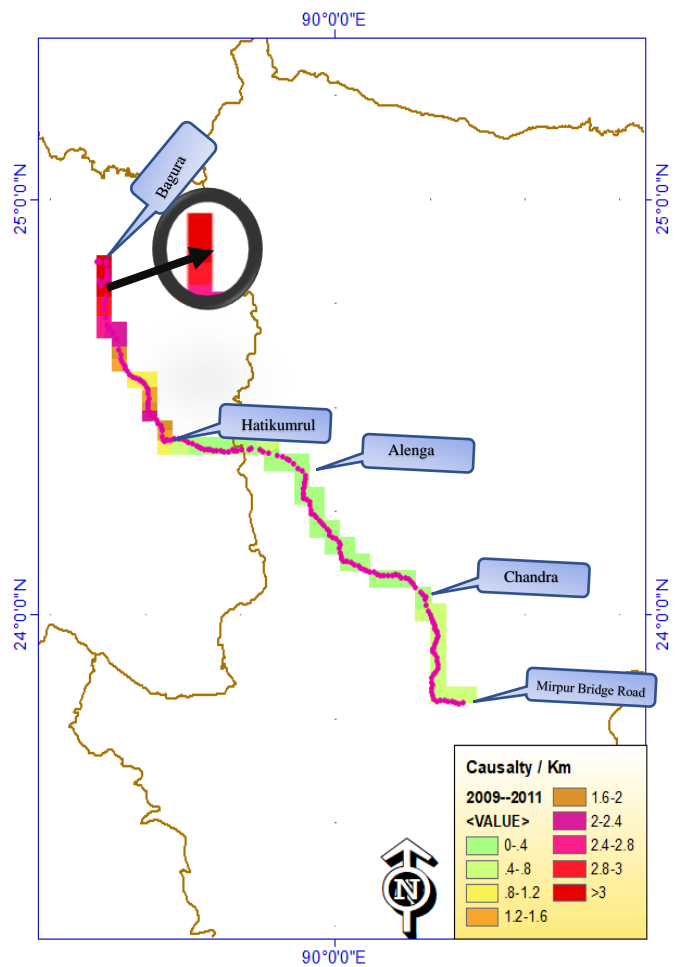 90°0'0"E
25°0'0"N
25°0'0"N
Bagura
Hatikumrul
Alenga
Chandra
24°0'0"N
24°0'0"N
Mirpur Bridge Road
Causalty / Km
2009--2011
<VALUE>
0-.4
.4-.8
.8-1.2
1.2-1.6
1.6-2
2-2.4
2.4-2.8
2.8-3
>3
N
90°0'0"E